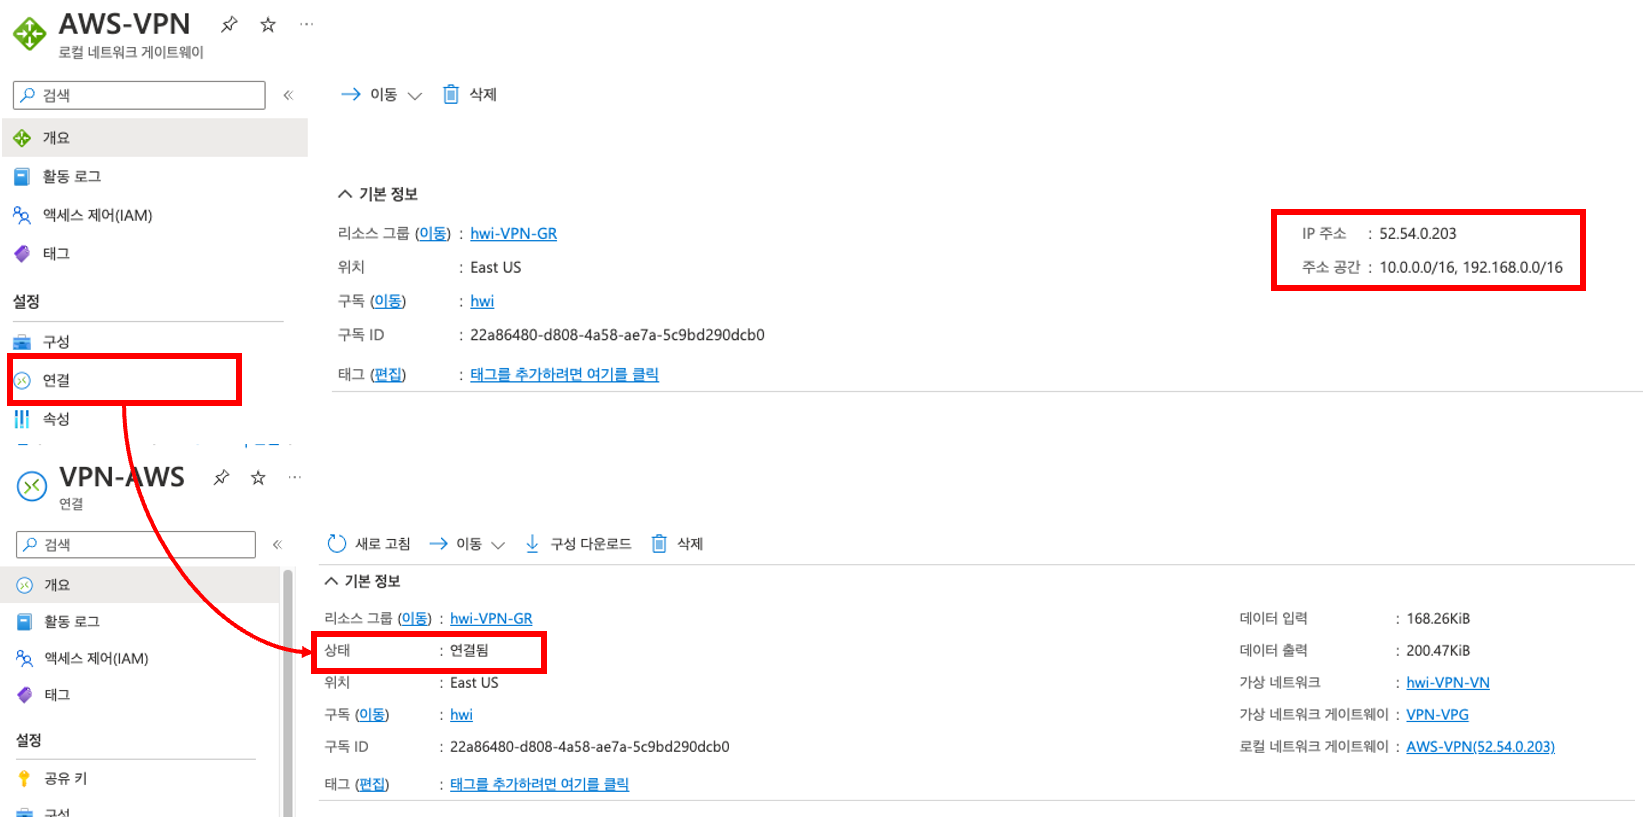 AWS-VPN
로컬 네트워크 게이트웨이
검색
이동
삭제
개요
활동 로그
액세스 제어(IAM)
태그
설정
구성
연결
속성
기본 정보
리소스 그룹 (이동) : hwi-VPN-GR
위치 : East US
구독 (이동) : hwi
구독 ID : 22a86480-d808-4a58-ae7a-5c9bd290dcb0
태그 (편집) : 태그를 추가하려면 여기를 클릭
IP 주소 : 52.54.0.203
주소 공간 : 10.0.0.0/16, 192.168.0.0/16
VPN-AWS
연결
검색
새로 고침
이동
구성 다운로드
삭제
개요
활동 로그
액세스 제어(IAM)
태그
설정
공유 키
구성
기본 정보
리소스 그룹 (이동) : hwi-VPN-GR
상태 : 연결됨
위치 : East US
구독 (이동) : hwi
구독 ID : 22a86480-d808-4a58-ae7a-5c9bd290dcb0
태그 (편집) : 태그를 추가하려면 여기를 클릭
데이터 입력 : 168.26KiB
데이터 출력 : 200.47KiB
가상 네트워크 : hwi-VPN-VN
가상 네트워크 게이트웨이 : VPN-VPG
로컬 네트워크 게이트웨이 : AWS-VPN(52.54.0.203)